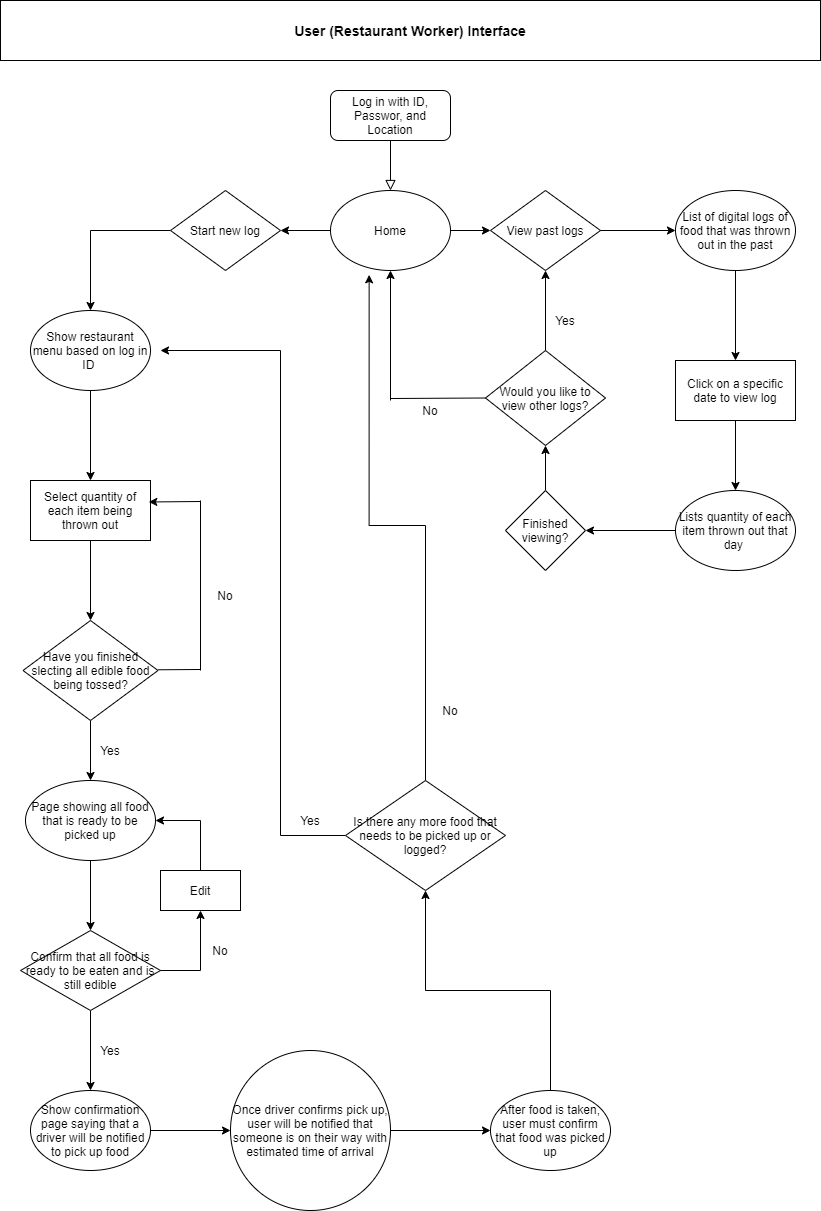 User (Restaurant Worker) Interface
Log in with ID,
Passwor, and
Location
Start new log
Home
View past logs
List of digital logs of
food that was thrown
out in the past
Show restaurant
menu based on log in
ID
Yes
Would you like to
view other logs?
No
Click on a specific
date to view log
Select quantity of
each item being
thrown out
Finished
viewing?
Lists quantity of each
item thrown out that
day
No
Have you finished
slecting all edible food
being tossed?
No
Yes
Page showing all food
that is ready to be
picked up
Yes
Is there any more food that
needs to be picked up or
logged?
Edit
No
Confirm that all food is
ready to be eaten and is
still edible
Yes
Show confirmation
page saying that a
driver will be notified
to pick up food
Once driver confirms pick up,
user will be notified that
someone is on their way with
estimated time of arrival
After food is taken,
user must confirm
that food was picked
up